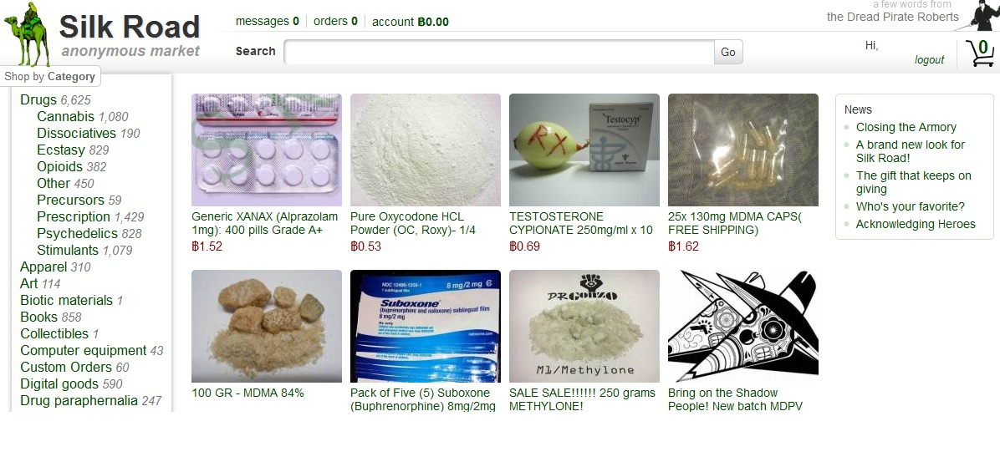 Silk Road
anonymous market
messages 0 orders 0 account ฿0.00
a few words from
the Dread Pirate Roberts
Search
Go
Hi,
logout
0
Shop by Category
Drugs 6,625
Cannabis 1,080
Dissociatives 190
Ecstasy 829
Opioids 382
Other 450
Precursors 59
Prescription 1,429
Psychedelics 828
Stimulants 1,079
Apparel 310
Art 114
Biotic materials 1
Books 858
Collectibles 1
Computer equipment 43
Custom Orders 60
Digital goods 590
Drug paraphernalia 247
Generic XANAX (Alprazolam
1mg): 400 pills Grade A+
฿1.52
Pure Oxycodone HCL
Powder (OC, Roxy)- 1/4
฿0.53
RX
"Testocyp"
TESTOSTERONE
CYPIONATE 250mg/ml x 10
฿0.69
25x 130mg MDMA CAPS(
FREE SHIPPING)
฿1.62
100 GR - MDMA 84%
8 mg/2 mg
Suboxone
(buprenorphine and naloxone) sublingual film
8 mg/2 mg
Rx only
Pack of Five (5) Suboxone
(Buphrenorphine) 8mg/2mg
DR GONZO
M1/Methylone
SALE SALE!!!!!! 250 grams
METHYLONE!
Bring on the Shadow
People! New batch MDPV
News
Closing the Armory
A brand new look for
Silk Road!
The gift that keeps on
giving
Who's your favorite?
Acknowledging Heroes